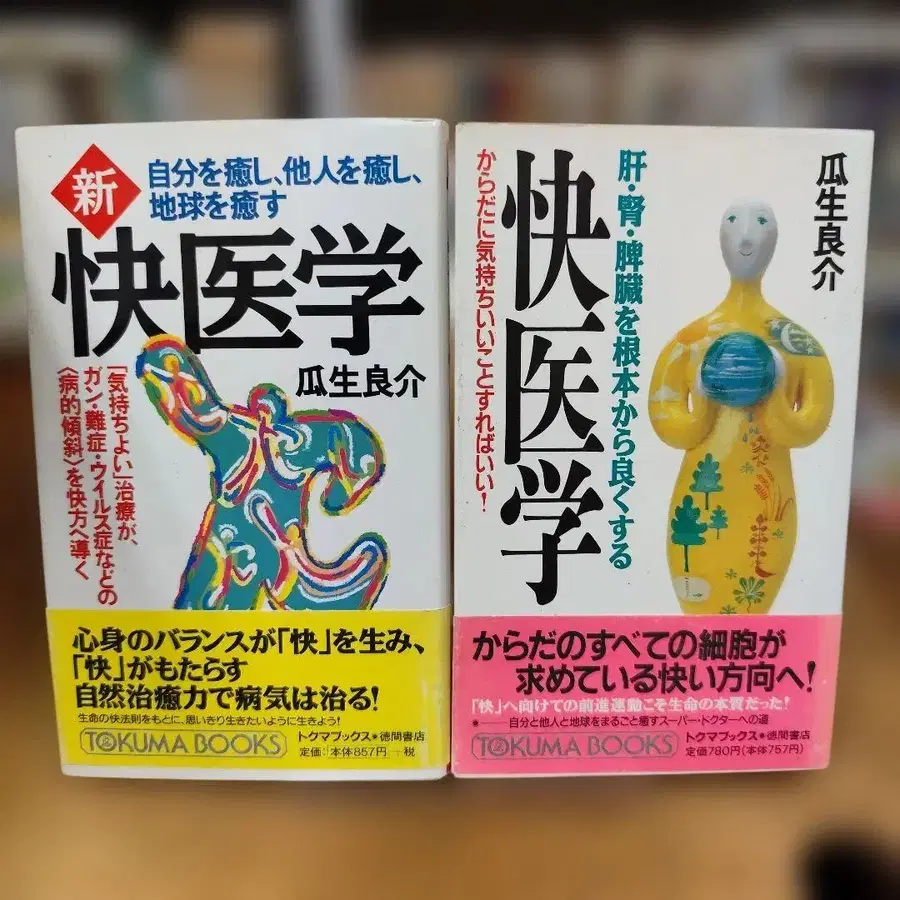 新
自分を癒し、他人を癒し、
地球を癒す
快医学
瓜生良介
「気持ちよい」治療が、
ガン・難症・ウイルス症などの
〈病的傾斜〉を快方へ導く
心身のバランスが「快」を生み、
「快」がもたらす
自然治癒力で病気は治る!
生命の快法則をもとに、思いきり生きたいように生きよう!
TOKUMA BOOKS
トクマブックス●徳間書店
定価:本体857円 +税
瓜生良介
肝・腎・脾臓を根本から良くする
快医学
からだに気持ちいいことすればいい!
からだのすべての細胞が
求めている快い方向へ!
「快」へ向けての前進運動こそ生命の本質だった!
●――自分と他人と地球をまるごと癒すスーパー・ドクターへの道
TOKUMA BOOKS
トクマブックス●徳間書店
定価780円(本体757円)